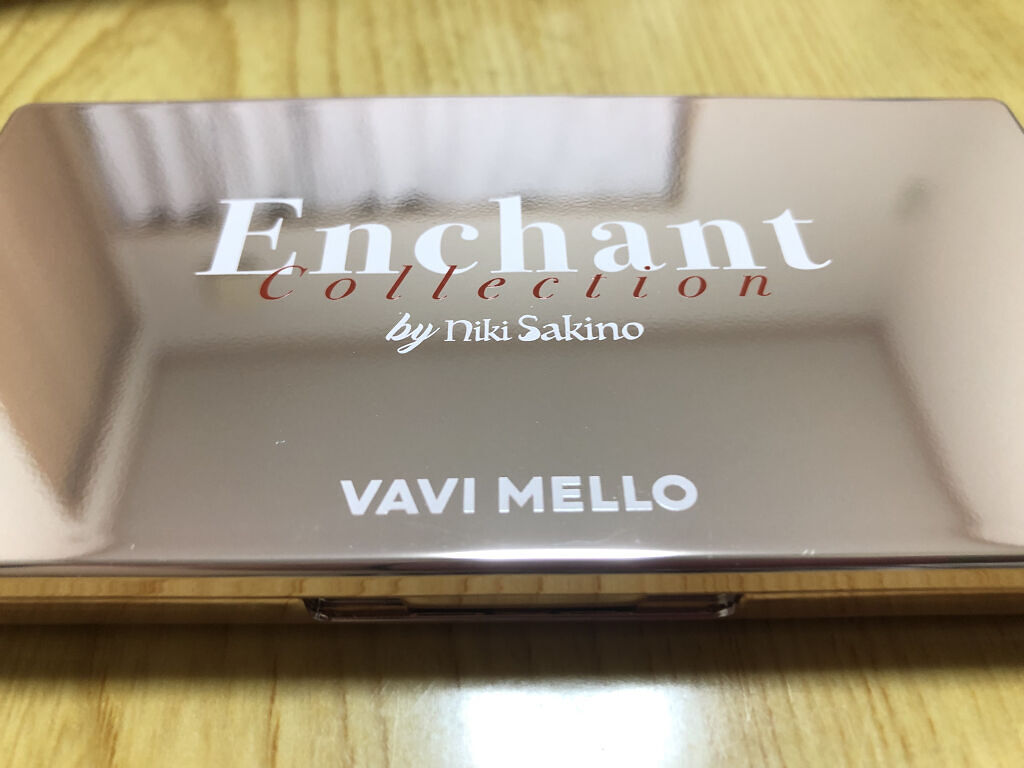 Enchant
Collection
by Niki Sakino
VAVI MELLO